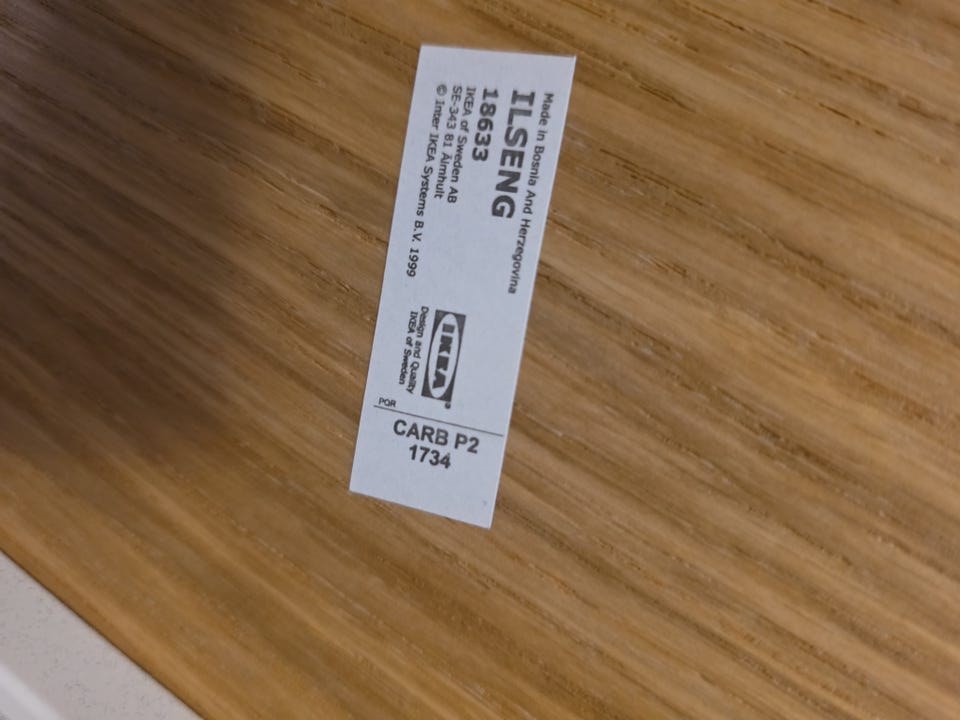 Made in Bosnia And Herzegovina
ILSENG
18633
IKEA of Sweden AB
SE-343 81 Älmhult
© Inter IKEA Systems B.V. 1999
IKEA®
Design and Quality
IKEA of Sweden
PQR
CARB P2
1734